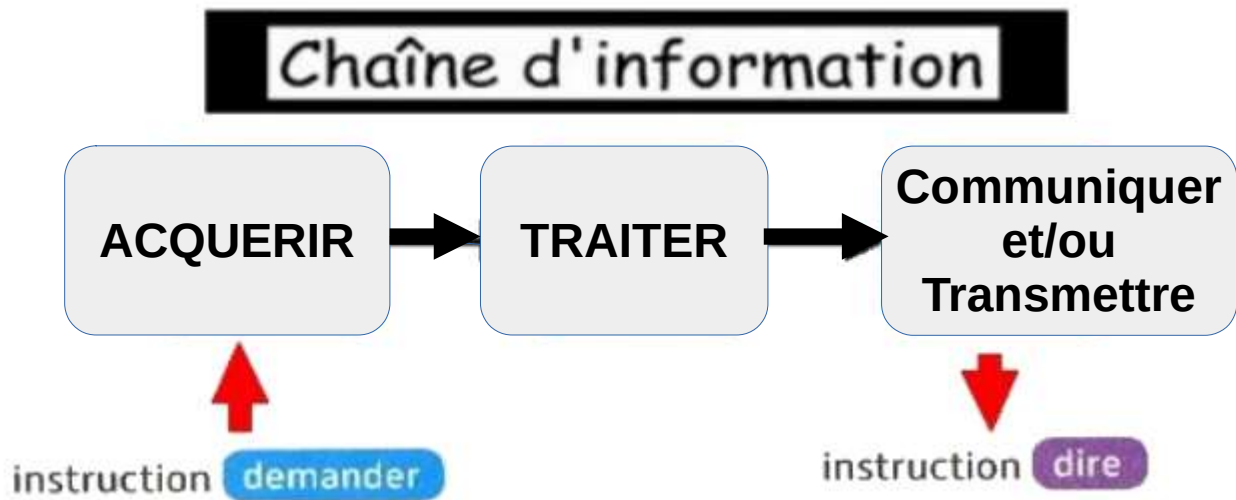 Chaîne d'information
ACQUERIR
TRAITER
Communiquer
et/ou
Transmettre
instruction demander
instruction dire